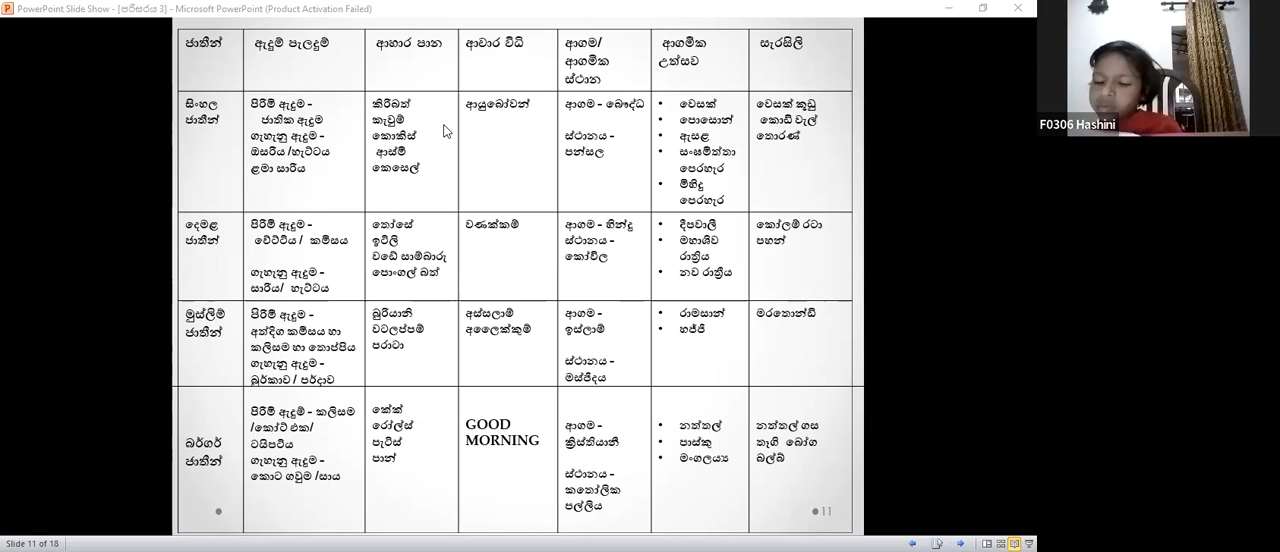 PowerPoint Slide Show - [පරිසරය 3] - Microsoft PowerPoint (Product Activation Failed)
ජාතීන්
ඇඳුම් පැලඳුම්
ආහාර පාන
ආචාර විධි
ආගම/
ආගමික
ස්ථාන
ආගමික
උත්සව
සැරසිලි
සිංහල
ජාතීන්
පිරිමි ඇඳුම -
ජාතික ඇඳුම
ගැහැනු ඇඳුම -
ඔසරිය /හැට්ටය
ළමා සාරිය
කිරිබත්
කැවුම්
කොකිස්
ආස්මි
කෙසෙල්
ආයුබෝවන්
ආගම - බෞද්ධ
ස්ථානය -
පන්සල
• වෙසක්
• පොසොන්
• ඇසළ
• සංඝමිත්තා
පෙරහැර
• මිහිඳු
පෙරහැර
වෙසක් කූඩු
කොඩි වැල්
තොරණ්
දෙමළ
ජාතීන්
පිරිමි ඇඳුම -
වේට්ටිය / කමිසය
ගැහැනු ඇඳුම -
සාරිය/ හැට්ටය
තෝසේ
ඉට්ලි
වඩේ සාම්බාරු
පොංගල් බත්
වණක්කම්
ආගම - හින්දු
ස්ථානය -
කෝවිල
• දීපවාලී
• මහාශිව
රාත්‍රිය
• නව රාත්‍රීය
කෝලම් රටා
පහන්
මුස්ලිම්
ජාතීන්
පිරිමි ඇඳුම -
අත්දිග කමිසය හා
කලිසම හා තොප්පිය
ගැහැනු ඇඳුම -
බුර්කාව / පර්දාව
බුරියානි
වටලප්පම්
පරාටා
අස්සලාම්
අලෛක්කුම්
ආගම -
ඉස්ලාම්
ස්ථානය -
මස්ජිදය
• රාමසාන්
• හජ්ජි
මරතොන්ඩි
බර්ගර්
ජාතීන්
පිරිමි ඇඳුම් - කලිසම
/කෝට් එක/
ටයිපටිය
ගැහැනු ඇඳුම -
කොට ගවුම /සාය
කේක්
රෝල්ස්
පැටිස්
පාන්
GOOD
MORNING
ආගම -
ක්‍රිස්තියානි
ස්ථානය -
කතෝලික
පල්ලිය
• නත්තල්
• පාස්කු
• මංගල්‍යය
නත්තල් ගස
තෑගි බෝග
බල්බ්
11
F0306 Hashini
Slide 11 of 18